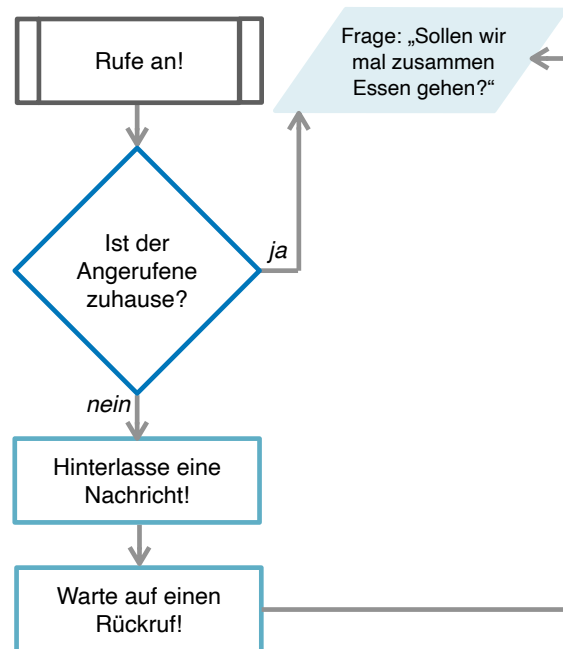 Rufe an!
Frage: „Sollen wir
mal zusammen
Essen gehen?“
Ist der
Angerufene
zuhause?
ja
nein
Hinterlasse eine
Nachricht!
Warte auf einen
Rückruf!